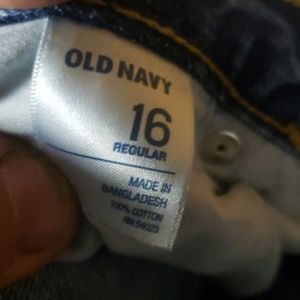 OLD NAVY
16
REGULAR
MADE IN
BANGLADESH
100% COTTON
RN 54023